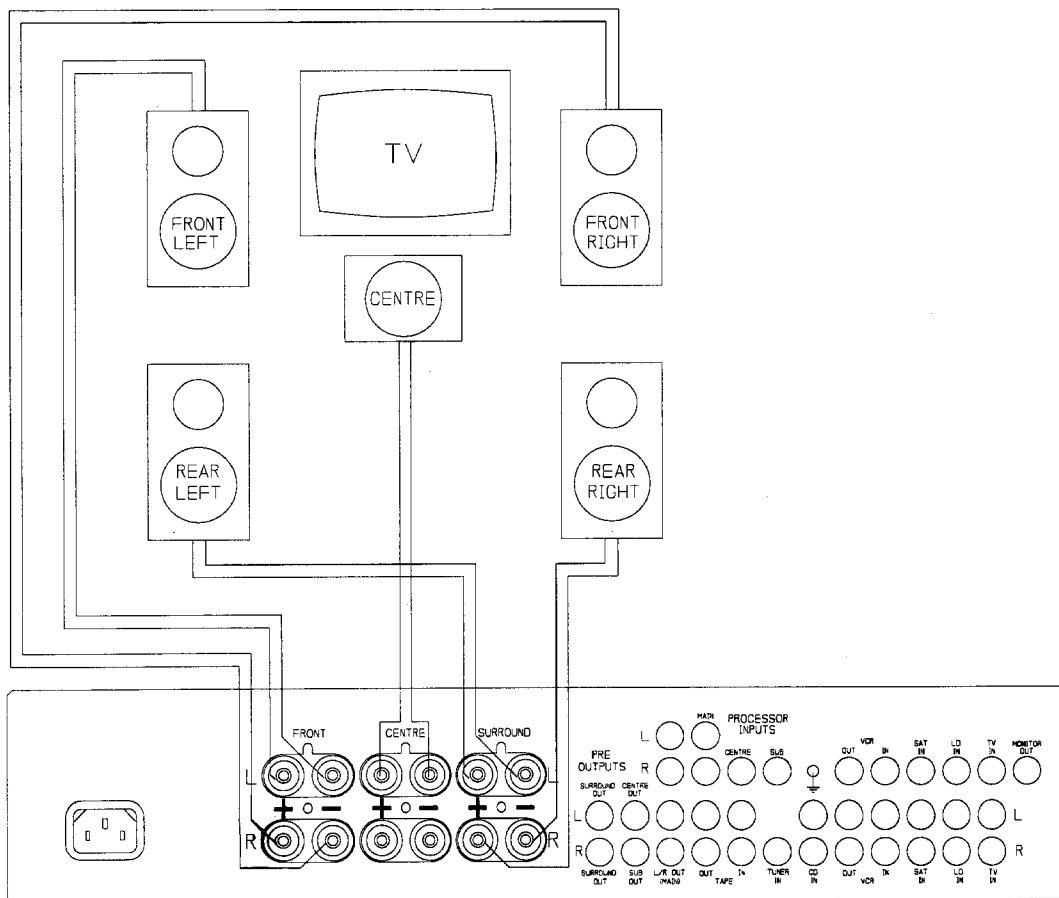 TV
FRONT
LEFT
FRONT
RIGHT
CENTRE
REAR
LEFT
REAR
RIGHT
FRONT
CENTRE
SURROUND
L
L
+ -
+ -
+ -
R
R
MAIN
PROCESSOR
INPUTS
L
PRE
OUTPUTS
R
CENTRE
SUB
VCR
OUT
IN
SAT
IN
LD
IN
TV
IN
MONITOR
OUT
SURROUND
OUT
CENTRE
OUT
L
L
R
R
SURROUND
OUT
SUB
OUT
L/R OUT
(MAIN)
OUT
IN
TAPE
TUNER
IN
CD
IN
OUT
IN
VCR
SAT
IN
LD
IN
TV
IN